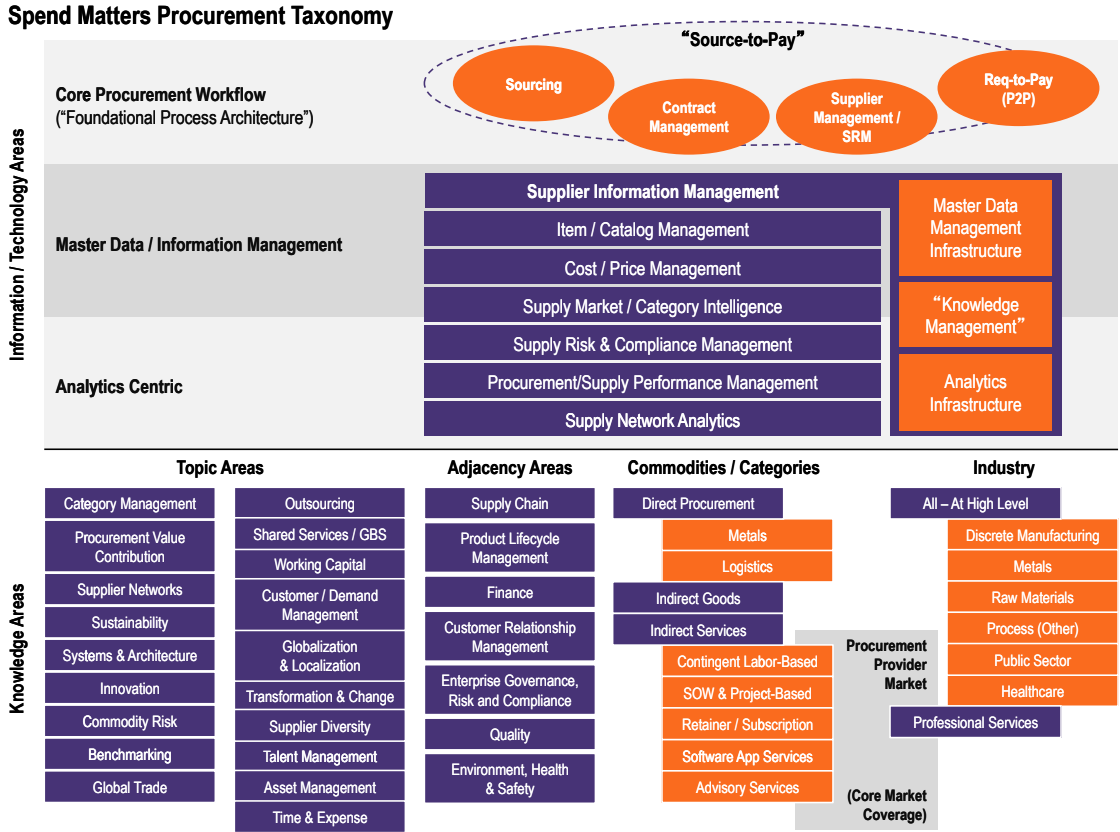 Spend Matters Procurement Taxonomy
Information / Technology Areas
Core Procurement Workflow
(“Foundational Process Architecture”)
“Source-to-Pay”
Sourcing
Contract
Management
Supplier
Management /
SRM
Req-to-Pay
(P2P)
Master Data / Information Management
Supplier Information Management
Item / Catalog Management
Cost / Price Management
Supply Market / Category Intelligence
Master Data
Management
Infrastructure
“Knowledge
Management”
Analytics Centric
Supply Risk & Compliance Management
Procurement/Supply Performance Management
Supply Network Analytics
Analytics
Infrastructure
Knowledge Areas
Topic Areas
Category Management
Procurement Value
Contribution
Supplier Networks
Sustainability
Systems & Architecture
Innovation
Commodity Risk
Benchmarking
Global Trade
Outsourcing
Shared Services / GBS
Working Capital
Customer / Demand
Management
Globalization
& Localization
Transformation & Change
Supplier Diversity
Talent Management
Asset Management
Time & Expense
Adjacency Areas
Supply Chain
Product Lifecycle
Management
Finance
Customer Relationship
Management
Enterprise Governance,
Risk and Compliance
Quality
Environment, Health
& Safety
Commodities / Categories
Direct Procurement
Metals
Logistics
Indirect Goods
Indirect Services
Contingent Labor-Based
SOW & Project-Based
Retainer / Subscription
Software App Services
Advisory Services
Procurement
Provider
Market
(Core Market
Coverage)
Industry
All – At High Level
Discrete Manufacturing
Metals
Raw Materials
Process (Other)
Public Sector
Healthcare
Professional Services